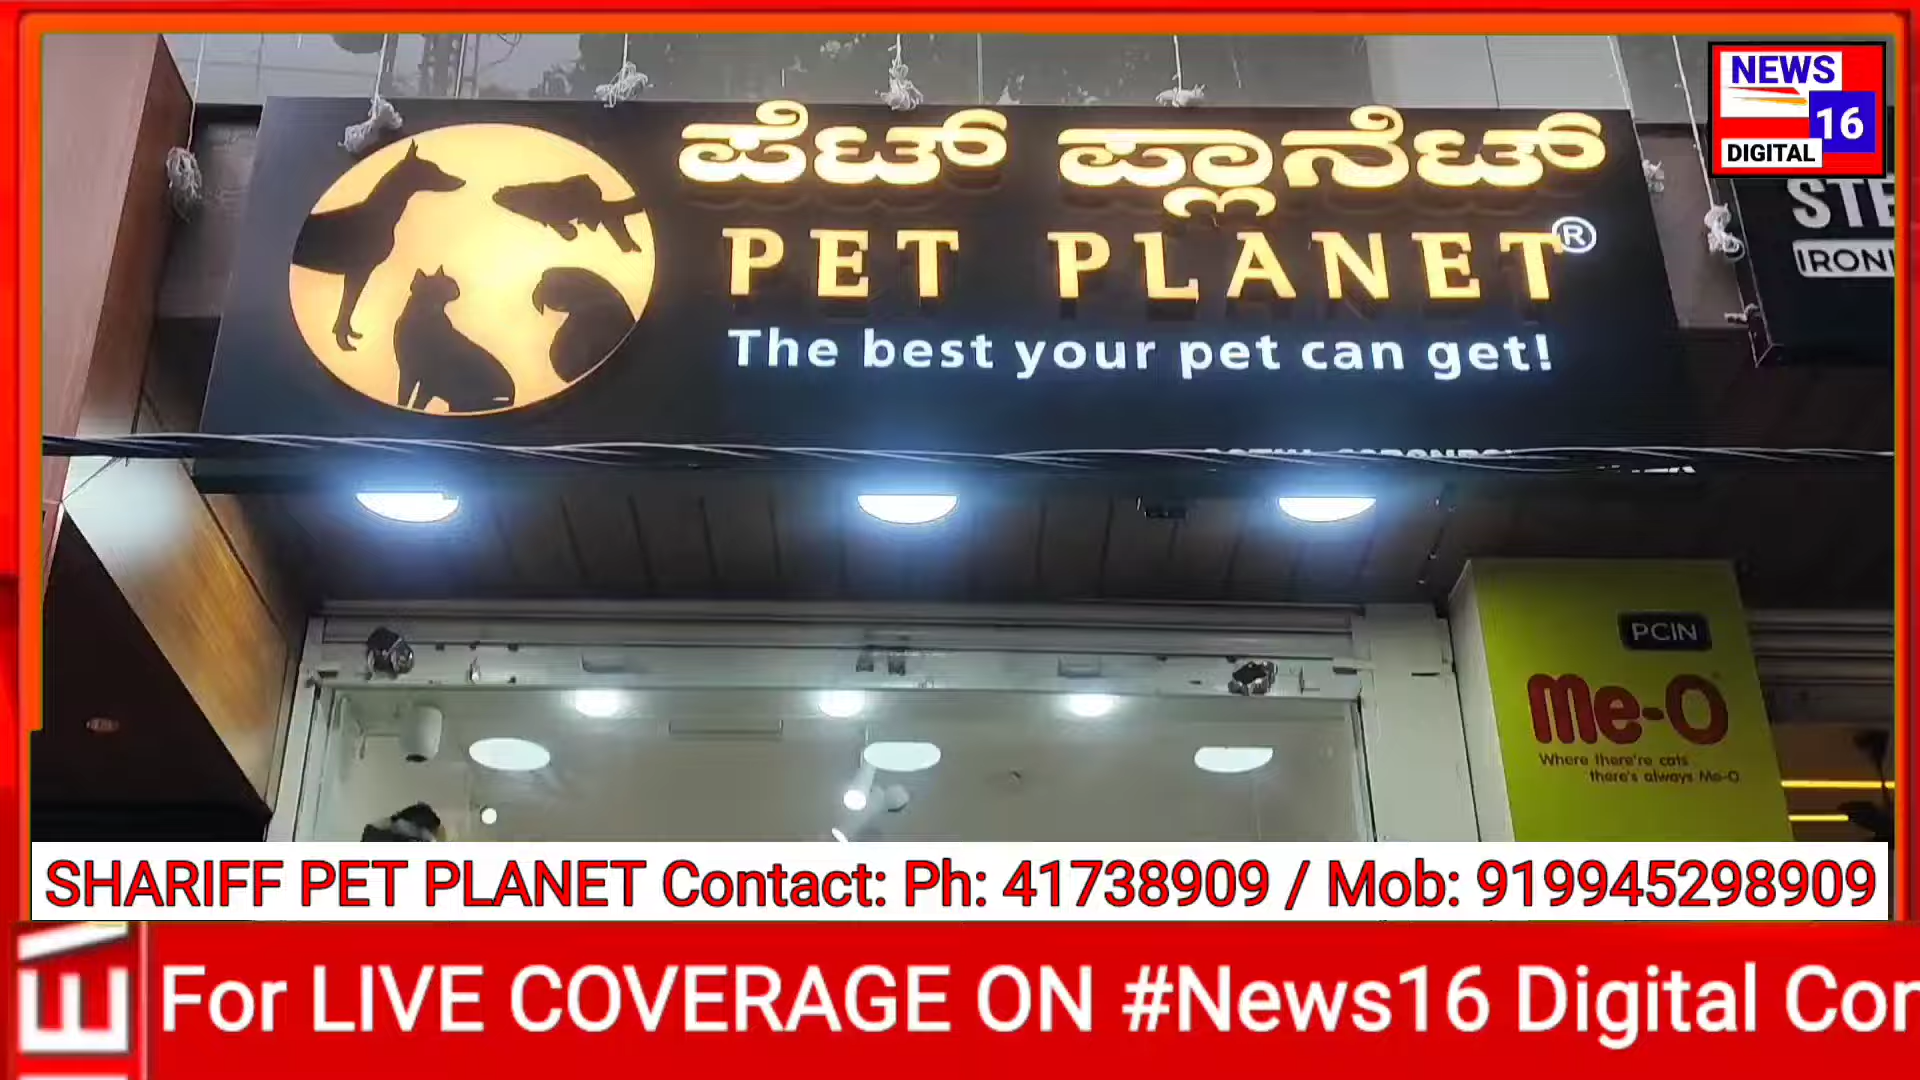 NEWS
16
DIGITAL
ಪೆಟ್ ಪ್ಲಾನೆಟ್
PET PLANET®
The best your pet can get!
PCIN
Me-O
Where there're cats
there's always Me-O
SHARIFF PET PLANET Contact: Ph: 41738909 / Mob: 919945298909
For LIVE COVERAGE ON #News16 Digital Con